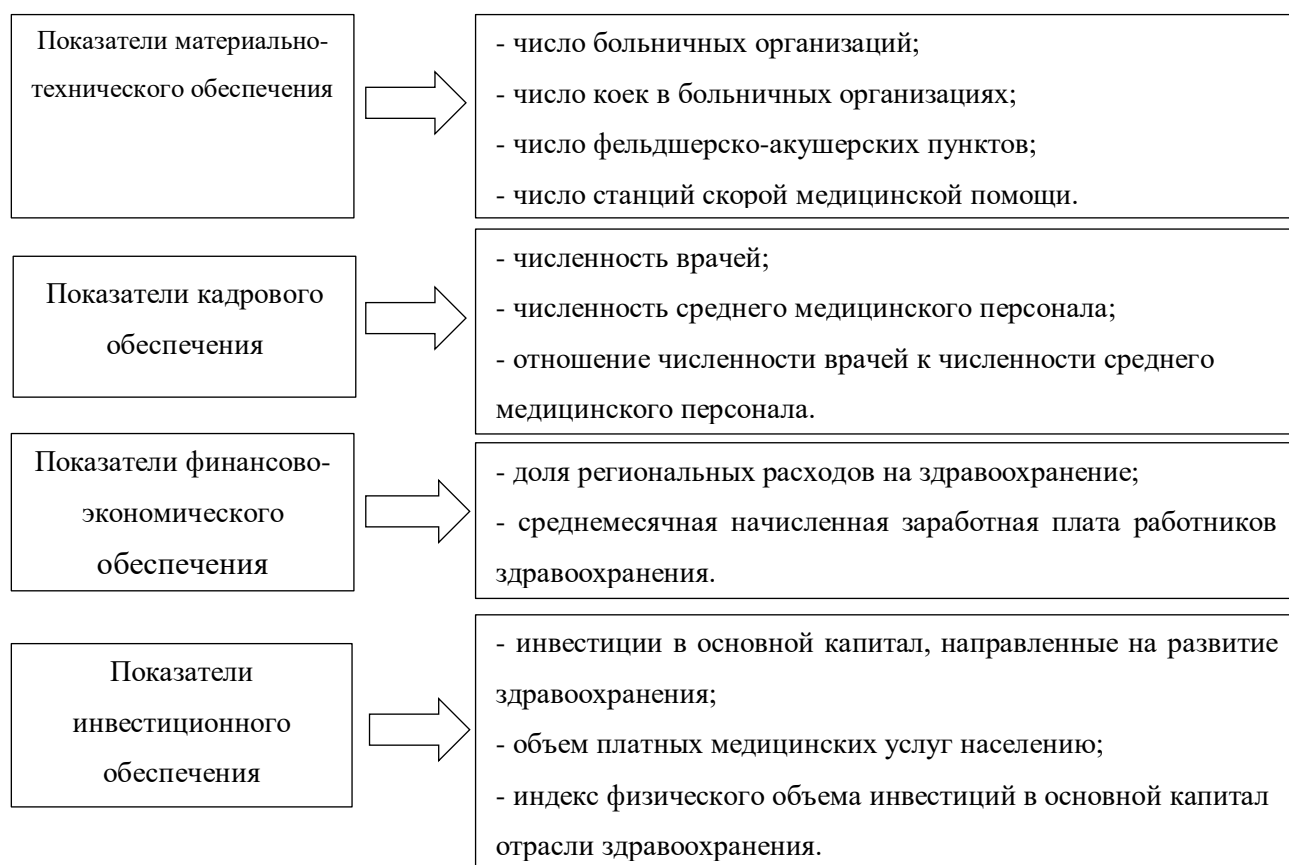 Показатели материально-
технического обеспечения
- число больничных организаций;
- число коек в больничных организациях;
- число фельдшерско-акушерских пунктов;
- число станций скорой медицинской помощи.
Показатели кадрового
обеспечения
- численность врачей;
- численность среднего медицинского персонала;
- отношение численности врачей к численности среднего
медицинского персонала.
Показатели финансово-
экономического
обеспечения
- доля региональных расходов на здравоохранение;
- среднемесячная начисленная заработная плата работников
здравоохранения.
Показатели
инвестиционного
обеспечения
- инвестиции в основной капитал, направленные на развитие
здравоохранения;
- объем платных медицинских услуг населению;
- индекс физического объема инвестиций в основной капитал
отрасли здравоохранения.